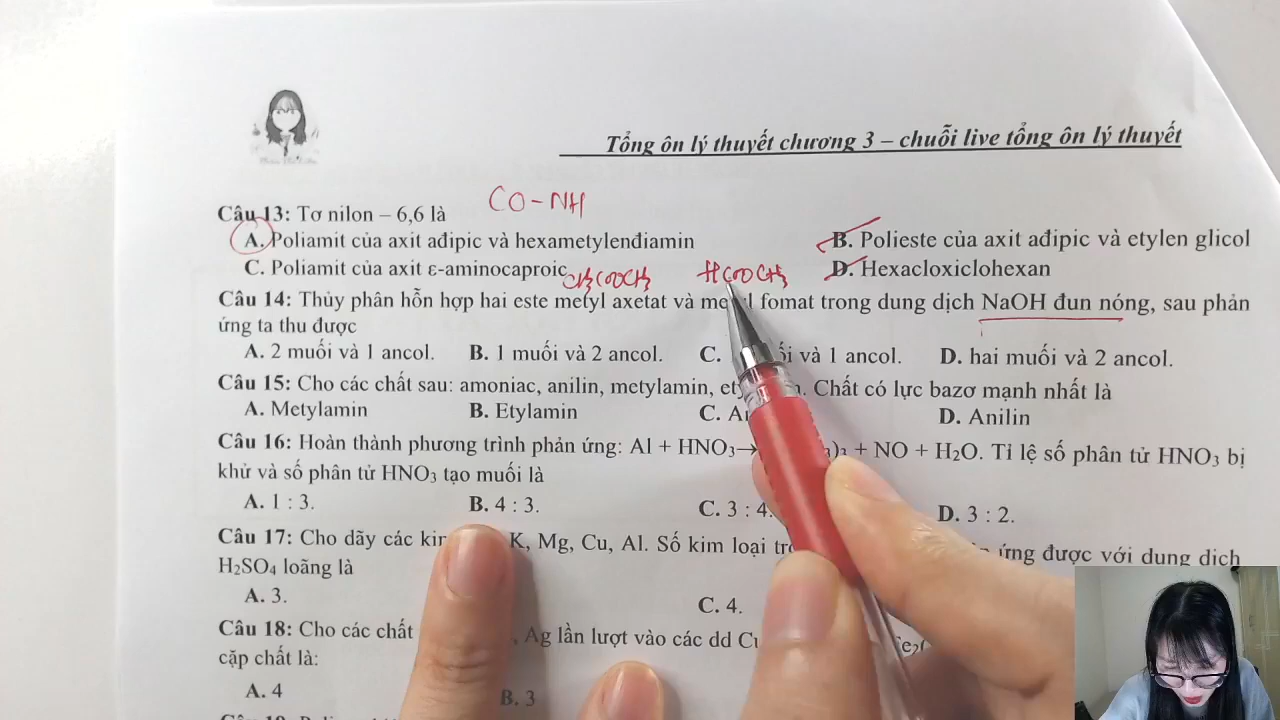 Tổng ôn lý thuyết chương 3 – chuỗi live tổng ôn lý thuyết
CO-NH
Câu 13: Tơ nilon – 6,6 là
A. Poliamit của axit ađipic và hexametylenđiamin B. Polieste của axit ađipic và etylen glicol
C. Poliamit của axit ε-aminocaproic D. Hexacloxiclohexan
CH3COOCH3 HCOOCH3
Câu 14: Thủy phân hỗn hợp hai este metyl axetat và fomat trong dung dịch NaOH đun nóng, sau phản
ứng ta thu được
A. 2 muối và 1 ancol. B. 1 muối và 2 ancol. C. và 1 ancol. D. hai muối và 2 ancol.
Câu 15: Cho các chất sau: amoniac, anilin, metylamin, Chất có lực bazơ mạnh nhất là
A. Metylamin B. Etylamin C. D. Anilin
Câu 16: Hoàn thành phương trình phản ứng: Al + HNO3→ + NO + H2O. Tỉ lệ số phân tử HNO3 bị
khử và số phân tử HNO3 tạo muối là
A. 1 : 3. B. 4 : 3. C. 3 : 4. D. 3 : 2.
Câu 17: Cho dãy các K, Mg, Cu, Al. Số kim loại ứng được với dung dịch
H2SO4 loãng là
A. 3. C. 4.
Câu 18: Cho các chất , Ag lần lượt vào các dd
cặp chất là:
A. 4 B. 3